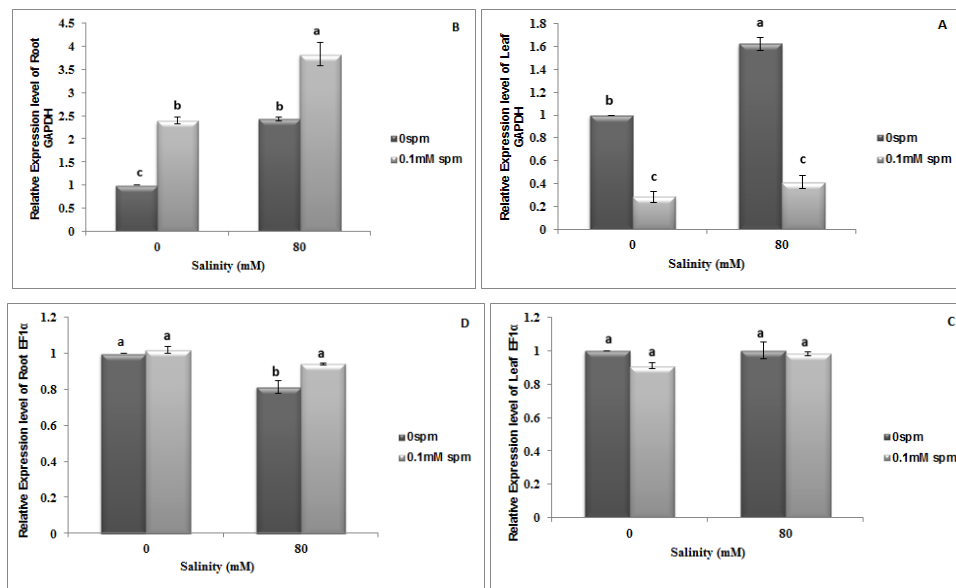 B
Relative Expression level of Root
GAPDH
4.5
4
3.5
3
2.5
2
1.5
1
0.5
0
c
b
b
a
0spm
0.1mM spm
0
80
Salinity (mM)
A
Relative Expression level of Leaf
GAPDH
1.8
1.6
1.4
1.2
1
0.8
0.6
0.4
0.2
0
b
c
a
c
0spm
0.1mM spm
0
80
Salinity (mM)
D
Relative Expression level of Root EF1α
1.2
1
0.8
0.6
0.4
0.2
0
a
a
b
a
0spm
0.1mM spm
0
80
Salinity (mM)
C
Relative Expression level of Leaf EF1α
1.2
1
0.8
0.6
0.4
0.2
0
a
a
a
a
0spm
0.1mM spm
0
80
Salinity (mM)